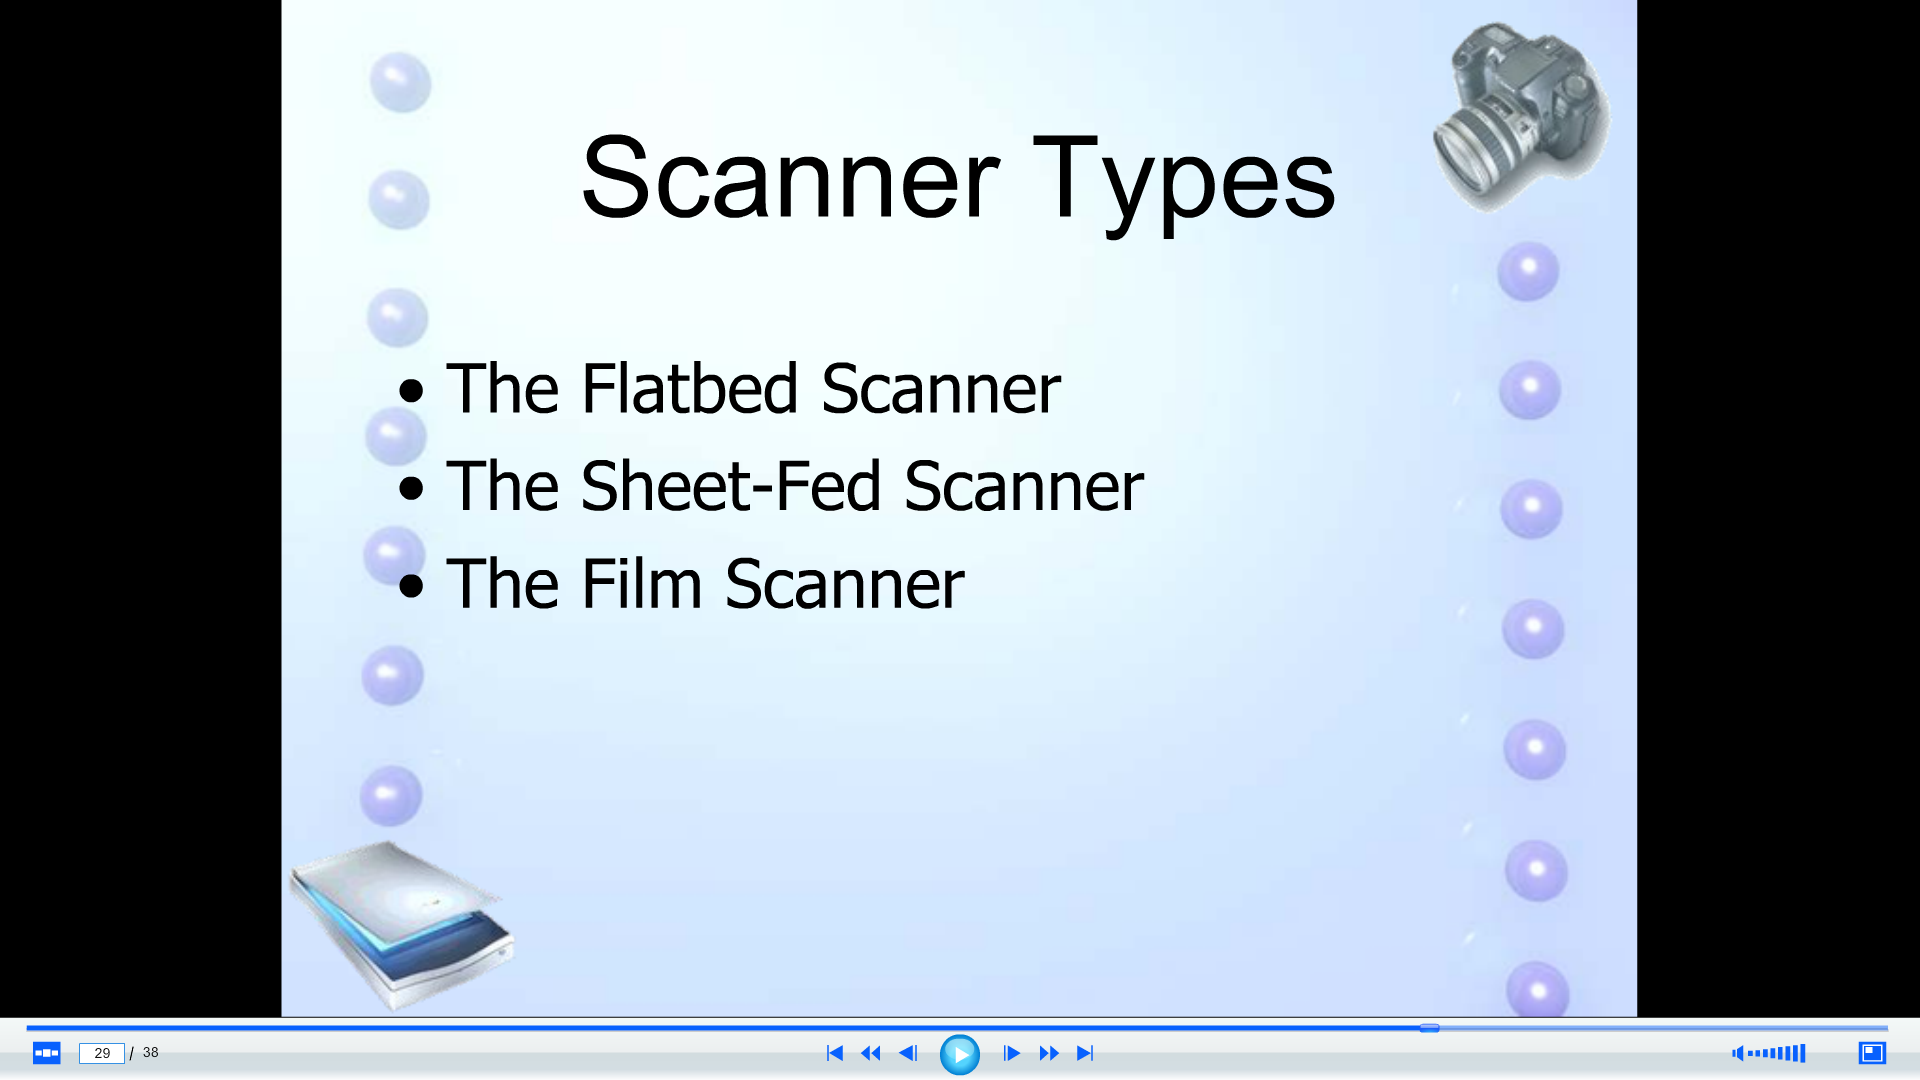 Scanner Types
• The Flatbed Scanner
• The Sheet-Fed Scanner
• The Film Scanner
29 / 38